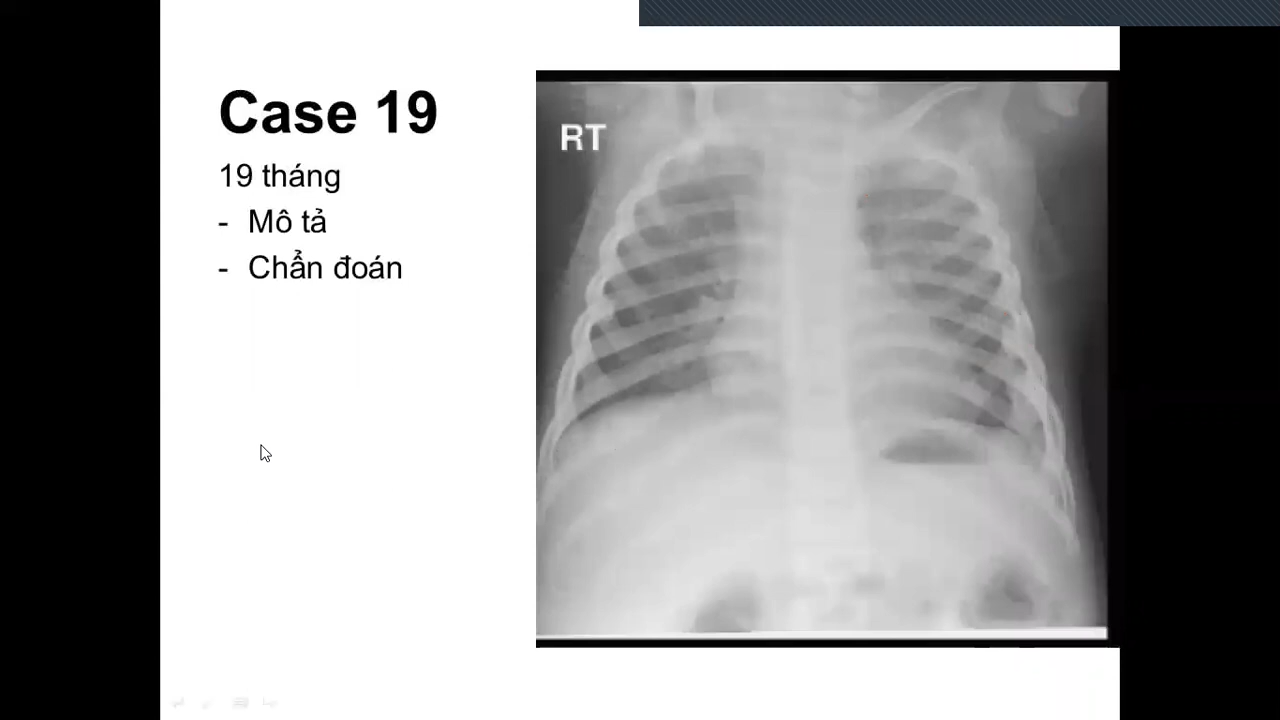 Case 19
19 tháng
- Mô tả
- Chẩn đoán
RT